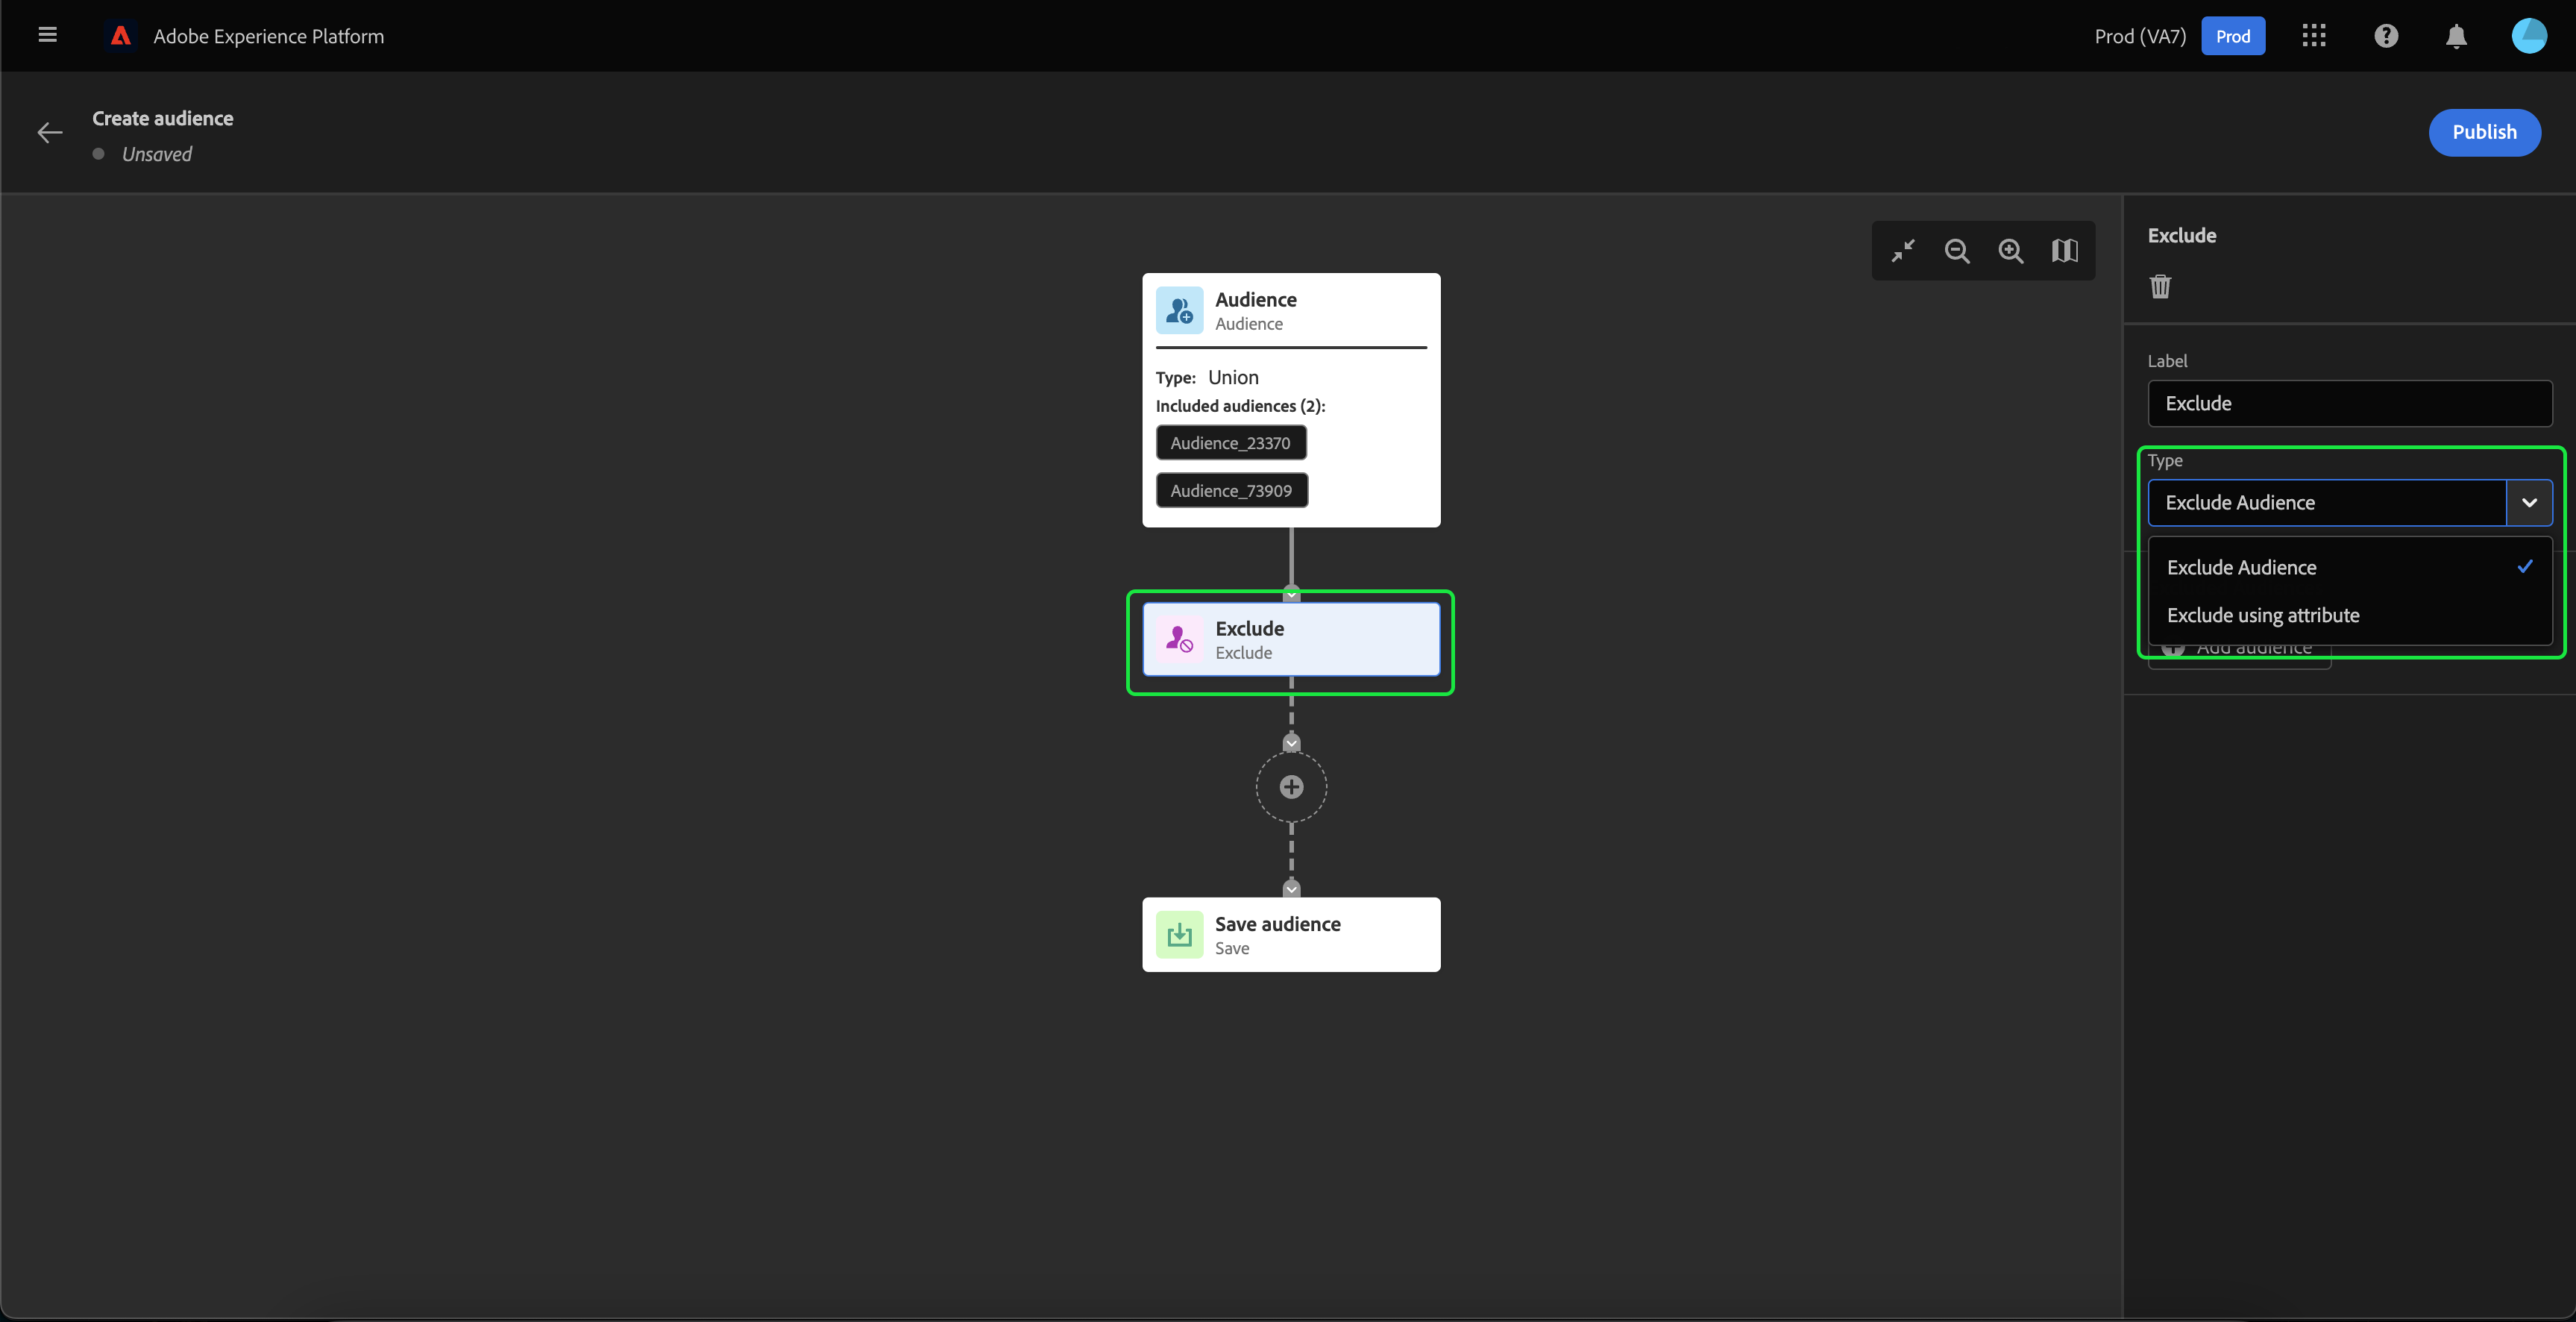 Adobe Experience Platform
Prod (VA7)
Prod
Create audience
Unsaved
Publish
Audience
Audience
Type: Union
Included audiences (2):
Audience_23370
Audience_73909
Exclude
Exclude
Save audience
Save
Exclude
Label
Exclude
Type
Exclude Audience
Exclude Audience
Exclude using attribute
Add audience